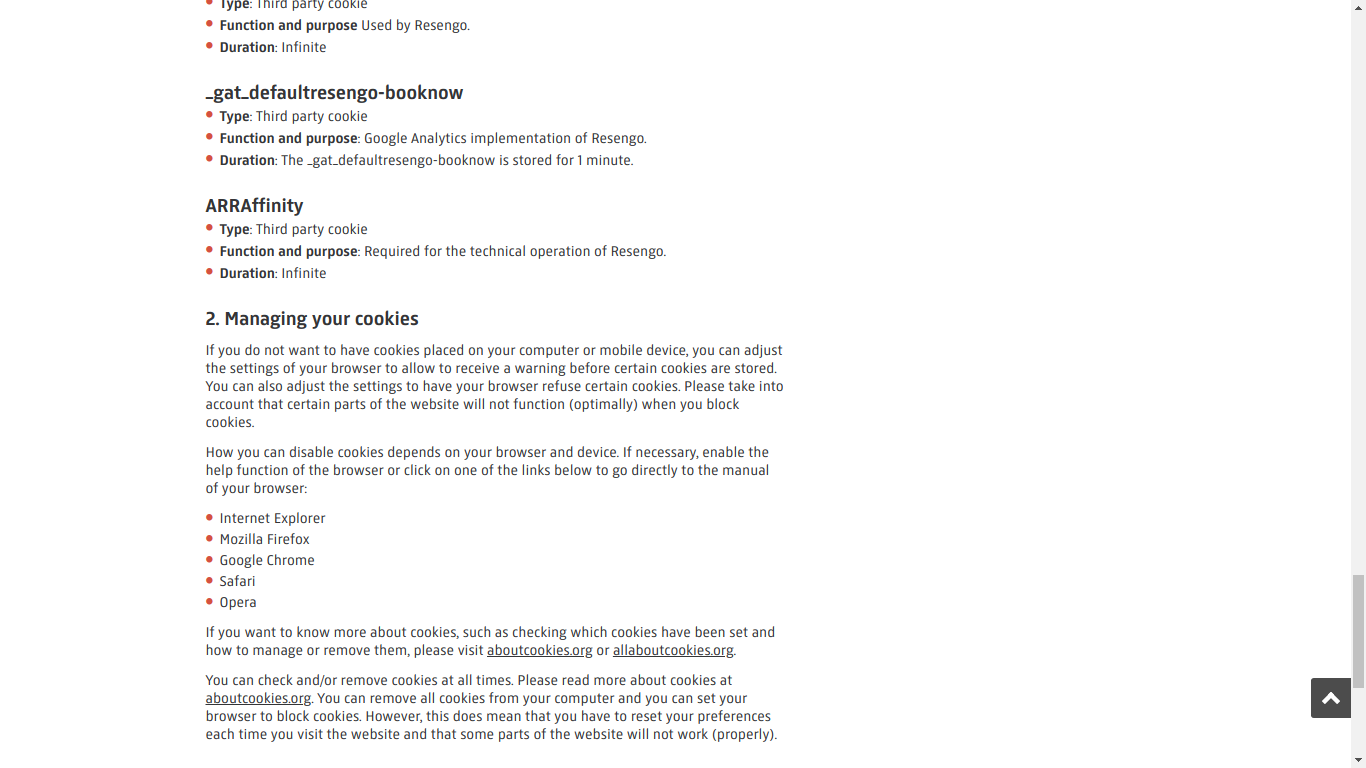 Type: Third party cookie
Function and purpose Used by Resengo.
Duration: Infinite
_gat_defaultresengo-booknow
Type: Third party cookie
Function and purpose: Google Analytics implementation of Resengo.
Duration: The _gat_defaultresengo-booknow is stored for 1 minute.
ARRAffinity
Type: Third party cookie
Function and purpose: Required for the technical operation of Resengo.
Duration: Infinite
2. Managing your cookies
If you do not want to have cookies placed on your computer or mobile device, you can adjust
the settings of your browser to allow to receive a warning before certain cookies are stored.
You can also adjust the settings to have your browser refuse certain cookies. Please take into
account that certain parts of the website will not function (optimally) when you block
cookies.
How you can disable cookies depends on your browser and device. If necessary, enable the
help function of the browser or click on one of the links below to go directly to the manual
of your browser:
Internet Explorer
Mozilla Firefox
Google Chrome
Safari
Opera
If you want to know more about cookies, such as checking which cookies have been set and
how to manage or remove them, please visit aboutcookies.org or allaboutcookies.org.
You can check and/or remove cookies at all times. Please read more about cookies at
aboutcookies.org. You can remove all cookies from your computer and you can set your
browser to block cookies. However, this does mean that you have to reset your preferences
each time you visit the website and that some parts of the website will not work (properly).